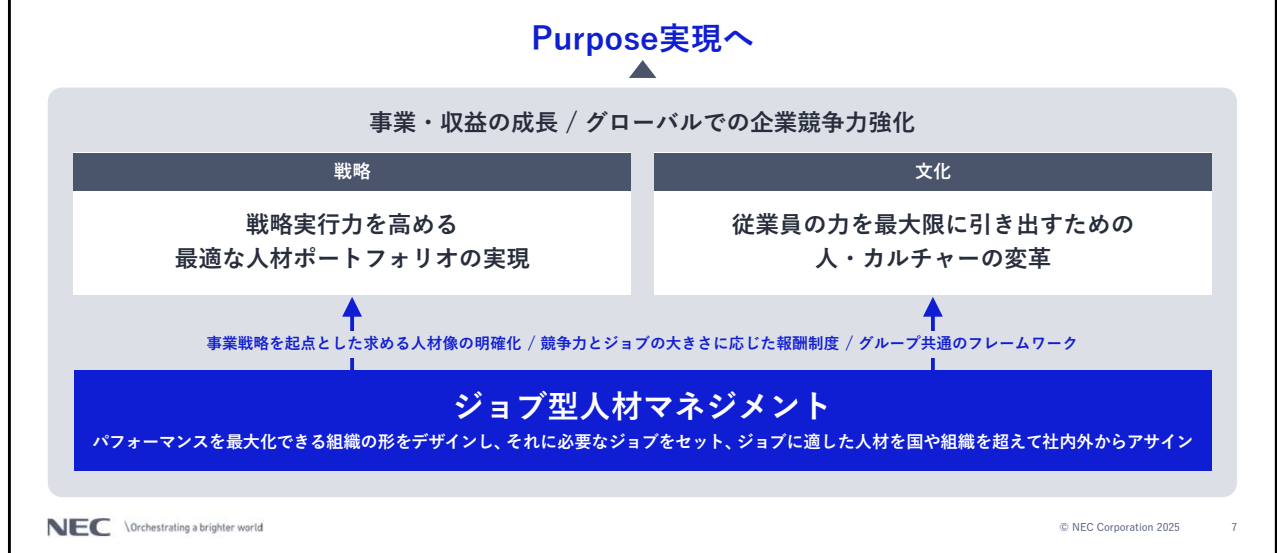 Purpose実現へ
事業・収益の成長 / グローバルでの企業競争力強化
戦略
戦略実行力を高める
最適な人材ポートフォリオの実現
文化
従業員の力を最大限に引き出すための
人・カルチャーの変革
事業戦略を起点とした求める人材像の明確化 / 競争力とジョブの大きさに応じた報酬制度 / グループ共通のフレームワーク
ジョブ型人材マネジメント
パフォーマンスを最大化できる組織の形をデザインし、それに必要なジョブをセット、ジョブに適した人材を国や組織を超えて社内外からアサイン
NEC \Orchestrating a brighter world
© NEC Corporation 2025
7